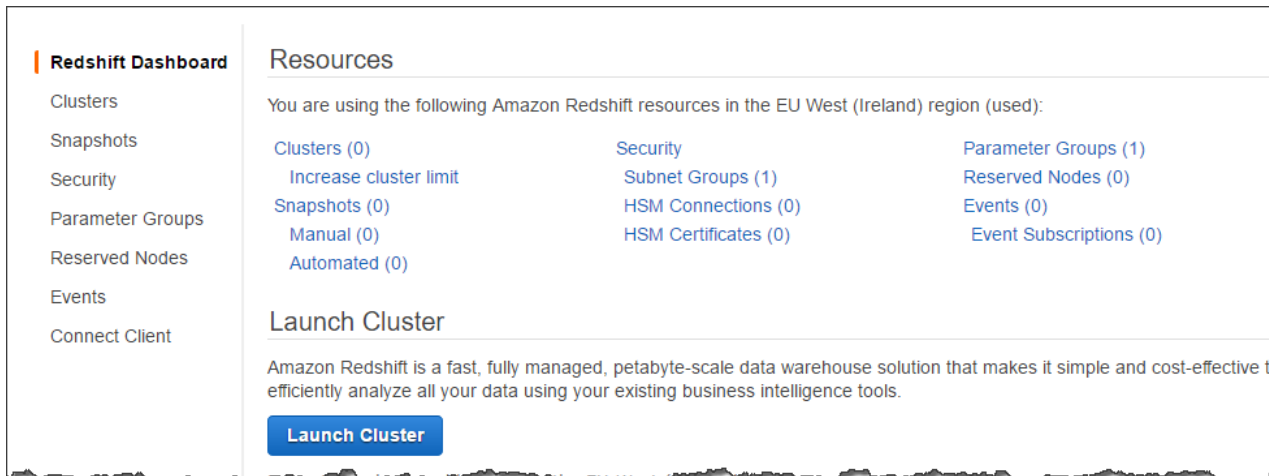 Redshift Dashboard
Clusters
Snapshots
Security
Parameter Groups
Reserved Nodes
Events
Connect Client
Resources
You are using the following Amazon Redshift resources in the EU West (Ireland) region (used):
Clusters (0)
Increase cluster limit
Snapshots (0)
Manual (0)
Automated (0)
Security
Subnet Groups (1)
HSM Connections (0)
HSM Certificates (0)
Parameter Groups (1)
Reserved Nodes (0)
Events (0)
Event Subscriptions (0)
Launch Cluster
Amazon Redshift is a fast, fully managed, petabyte-scale data warehouse solution that makes it simple and cost-effective
efficiently analyze all your data using your existing business intelligence tools.
Launch Cluster